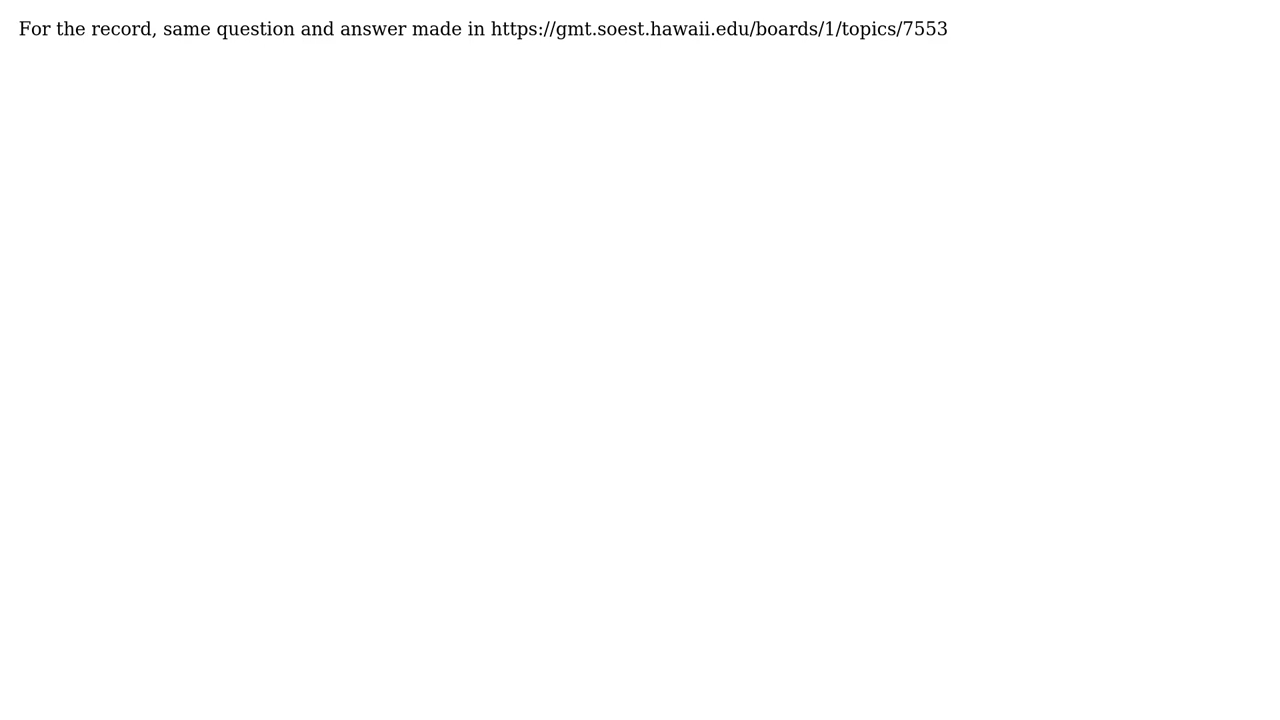 For the record, same question and answer made in https://gmt.soest.hawaii.edu/boards/1/topics/7553